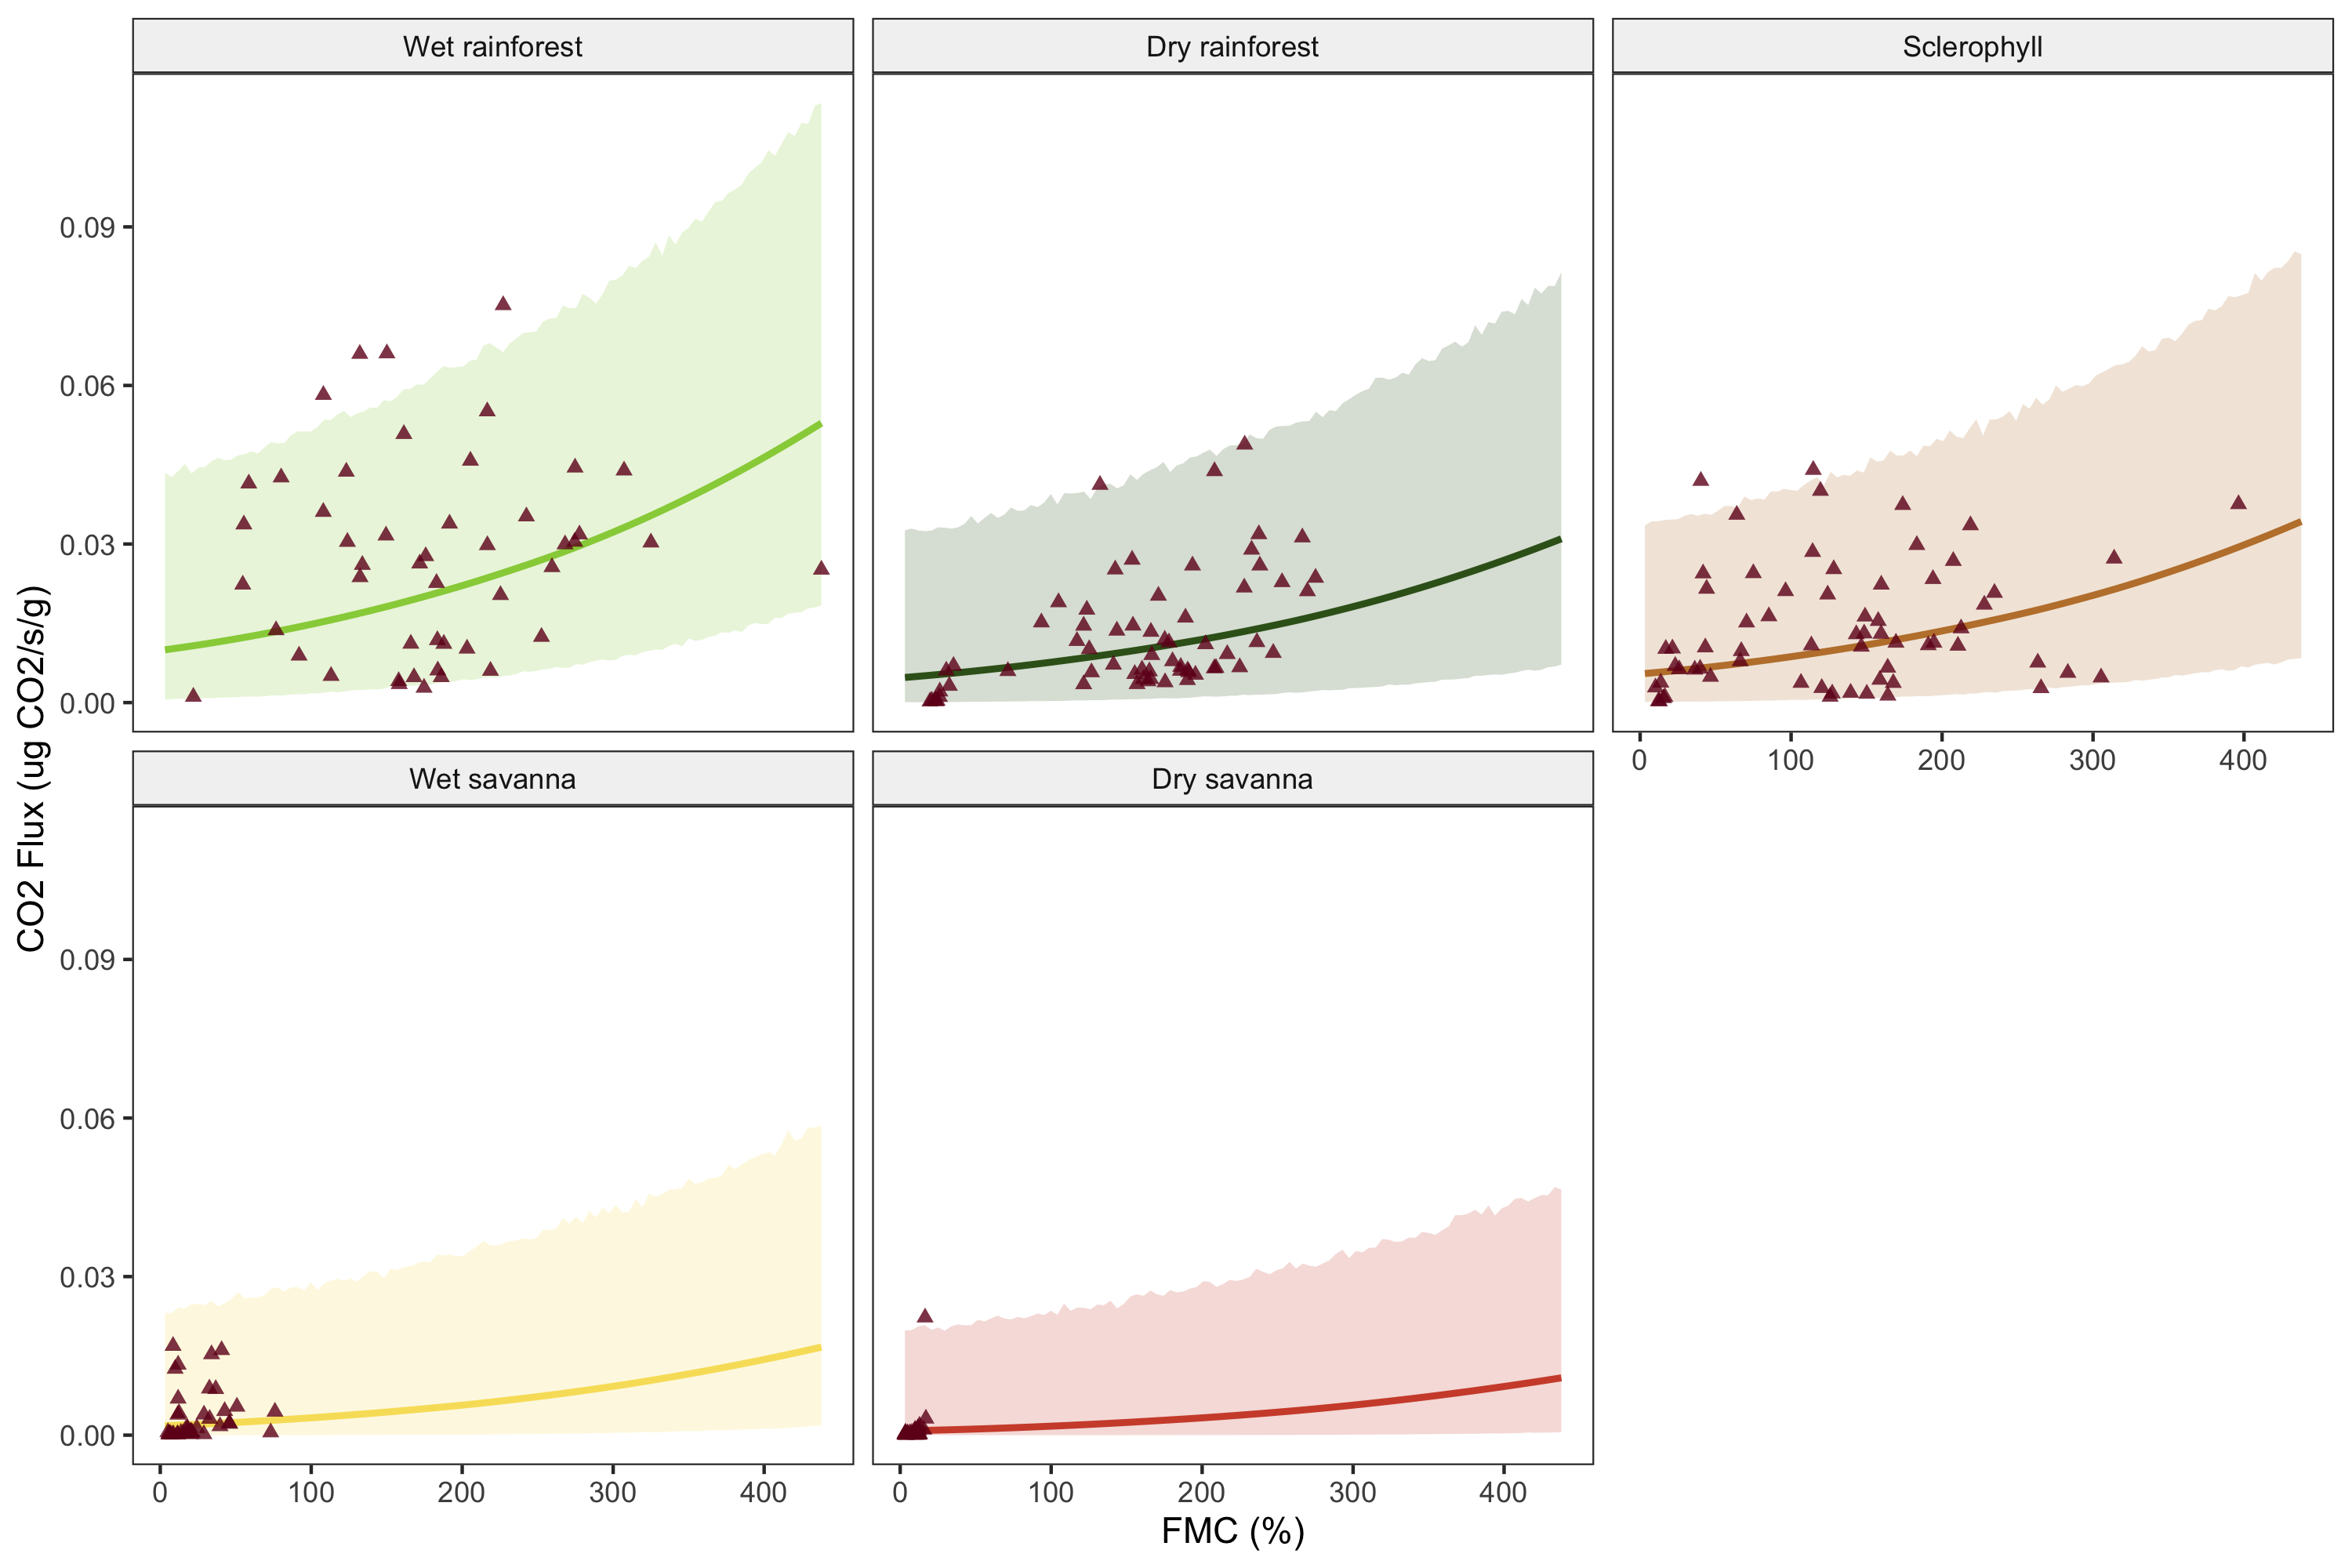 Wet rainforest
Dry rainforest
Sclerophyll
0.09
0.06
0.03
0.00
0 100 200 300 400
Wet savanna
Dry savanna
0.09
0.06
0.03
0.00
0 100 200 300 400
0 100 200 300 400
FMC (%)
CO2 Flux (ug CO2/s/g)